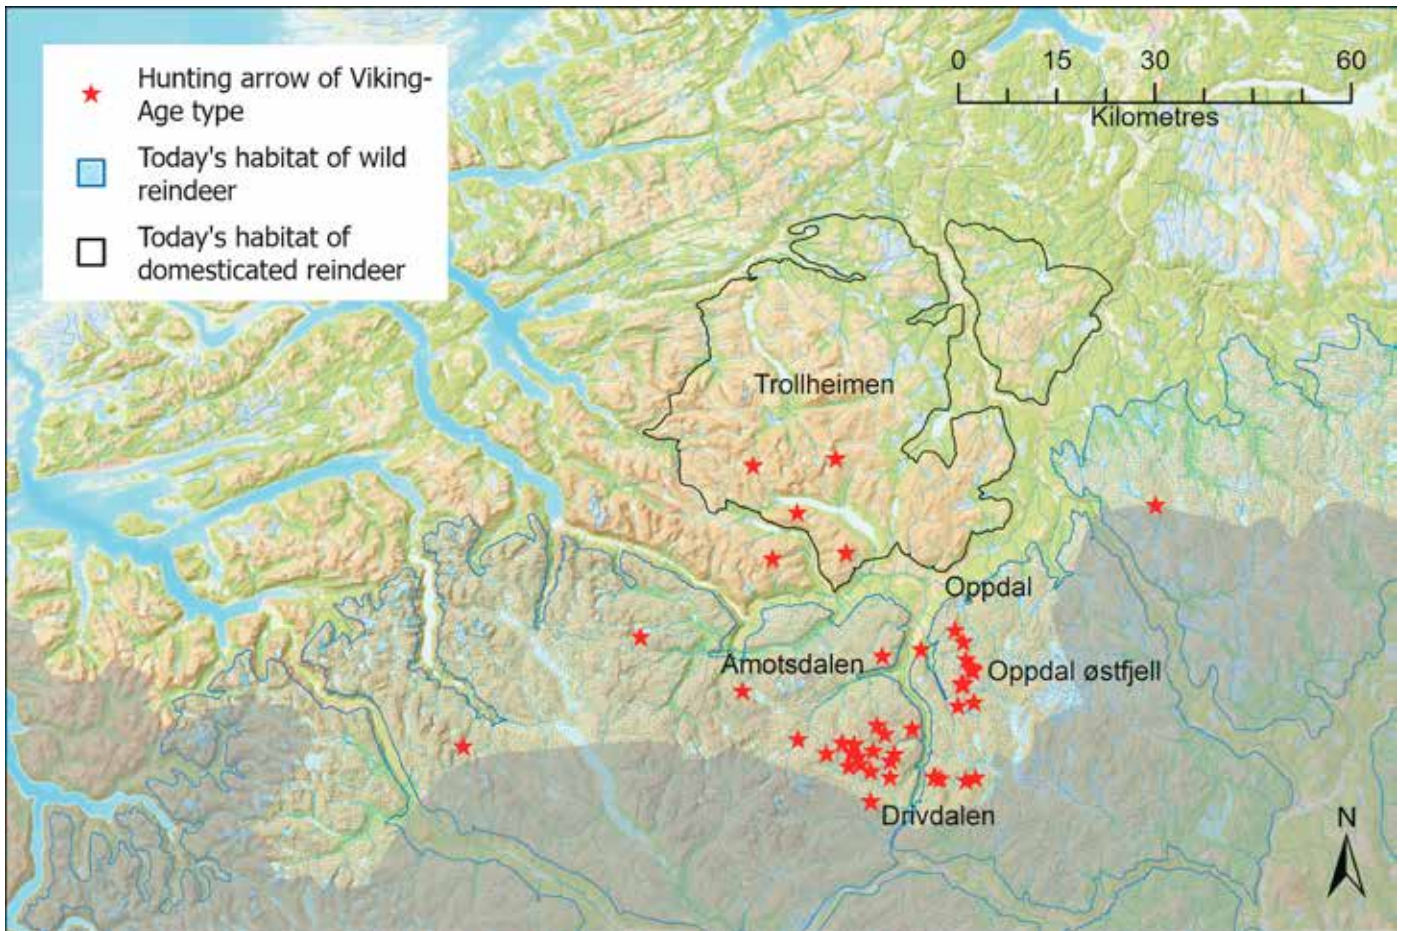 Hunting arrow of Viking-
Age type
Today's habitat of wild
reindeer
Today's habitat of
domesticated reindeer
0 15 30 60
Kilometres
Trollheimen
Oppdal
Åmotsdalen
Oppdal østfjell
Drivdalen
N